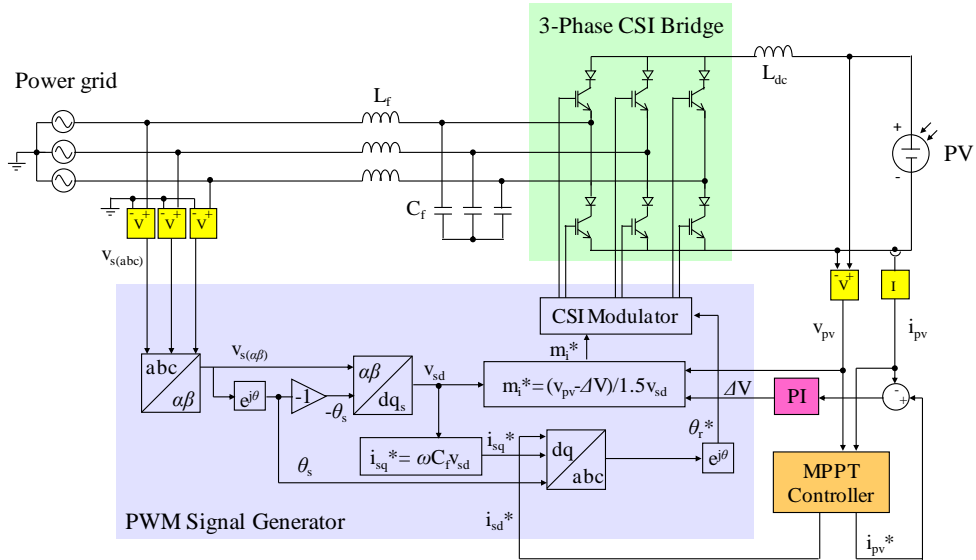 3-Phase CSI Bridge
Power grid
L_f
L_dc
+
PV
-
C_f
- V +
- V +
- V +
v_s(abc)
- V +
I
v_pv
i_pv
CSI Modulator
m_i*
abc
αβ
v_s(αβ)
e^jθ
-1
-θ_s
αβ
dq_s
v_sd
m_i*=(v_pv-ΔV)/1.5v_sd
ΔV
PI
-
+
θ_s
i_sq*= ωC_f v_sd
i_sq*
dq
abc
θ_r*
e^jθ
MPPT
Controller
PWM Signal Generator
i_sd*
i_pv*